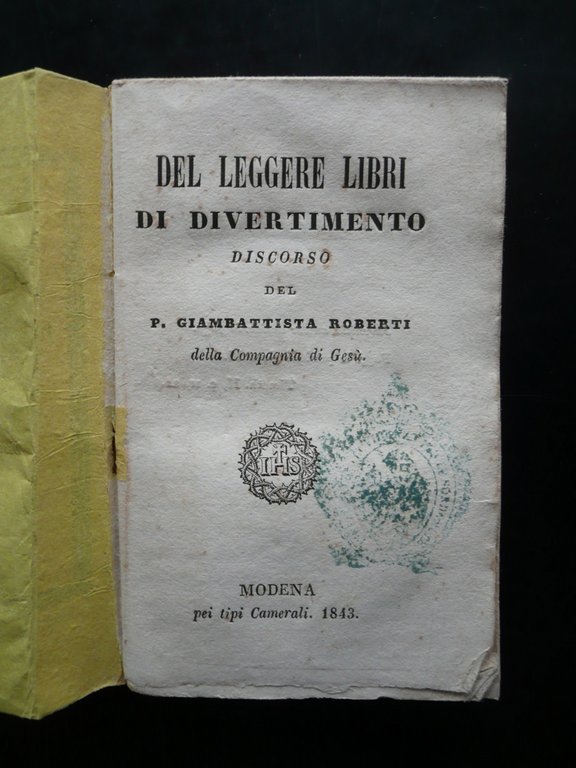 DEL LEGGERE LIBRI
DI DIVERTIMENTO
DISCORSO
DEL
P. GIAMBATTISTA ROBERTI
della Compagnia di Gesù.
IHS
MODENA
pei tipi Camerali. 1843.